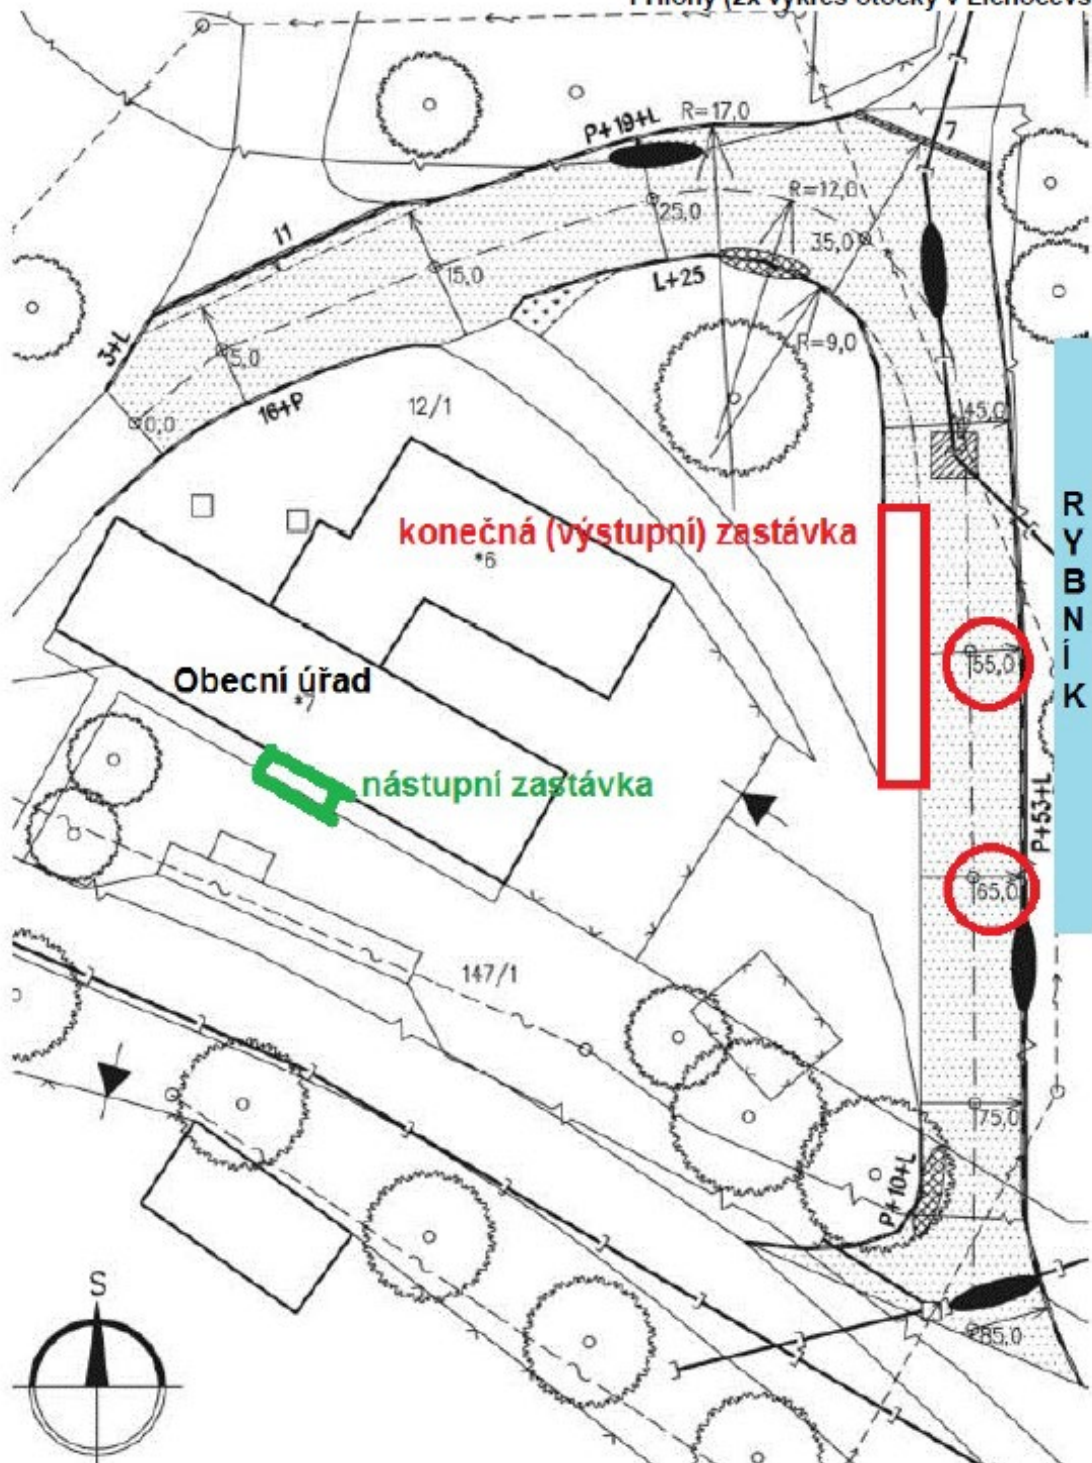 R=17,0
P+19+L
7
R=12,0
25,0
35,0
11
15,0
L+25
3+L
5,0
R=9,0
16+P
12/1
0,0
45,0
konečná (výstupní) zastávka
*6
RYBNÍK
55,0
Obecní úřad
*7
nástupní zastávka
P+53+L
65,0
147/1
75,0
P+10+L
S
85,0